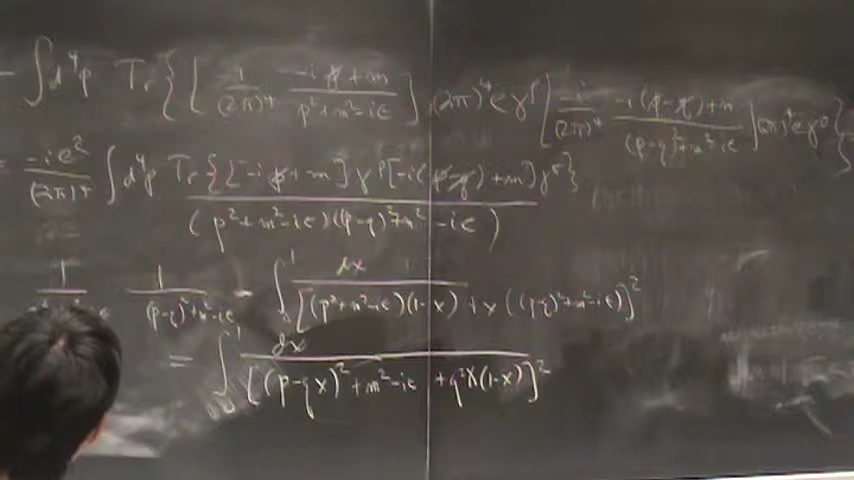 - ∫ d⁴p Tr { [ 1/(2π)⁴ (-i p̸ + m)/(p² + m² - iε) ] (2π)⁴ e γ^ρ [ -i/(2π)⁴ (-i(p̸ - q̸) + m)/((p-q)² + m² - iε) ] (2π)⁴ e γ^σ }
= -ie²/(2π)⁴ ∫ d⁴p Tr { [-i p̸ + m] γ^ρ [-i(p̸ - q̸) + m] γ^σ } / (p² + m² - iε)((p-q)² + m² - iε)
1/ 1/((p-q)² + m² - iε) = ∫₀¹ dx/[(p² + m² - iε)(1-x) + x((p-q)² + m² - iε)]²
= ∫₀¹ dx/[(p - qx)² + m² - iε + q²x(1-x)]²